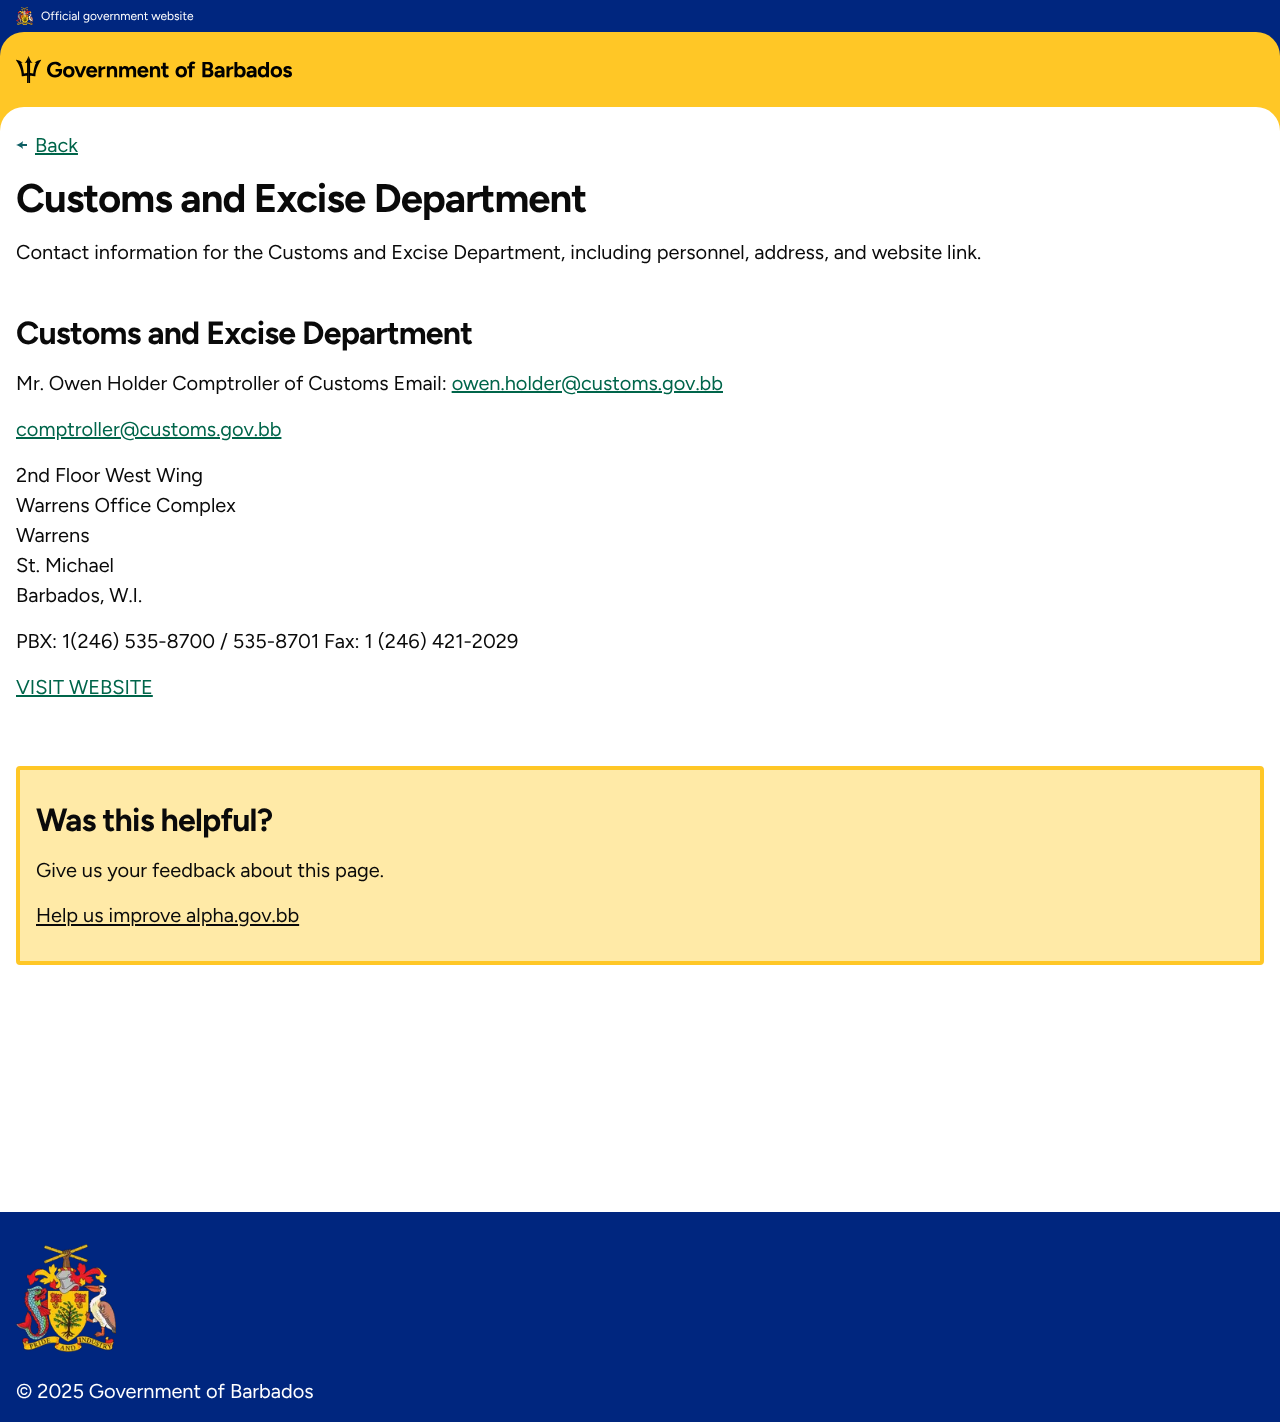 Official government website
Government of Barbados
Back
Customs and Excise Department
Contact information for the Customs and Excise Department, including personnel, address, and website link.
Customs and Excise Department
Mr. Owen Holder Comptroller of Customs Email: owen.holder@customs.gov.bb
comptroller@customs.gov.bb
2nd Floor West Wing
Warrens Office Complex
Warrens
St. Michael
Barbados, W.I.
PBX: 1(246) 535-8700 / 535-8701 Fax: 1 (246) 421-2029
VISIT WEBSITE
Was this helpful?
Give us your feedback about this page.
Help us improve alpha.gov.bb
PRIDE AND INDUSTRY
© 2025 Government of Barbados